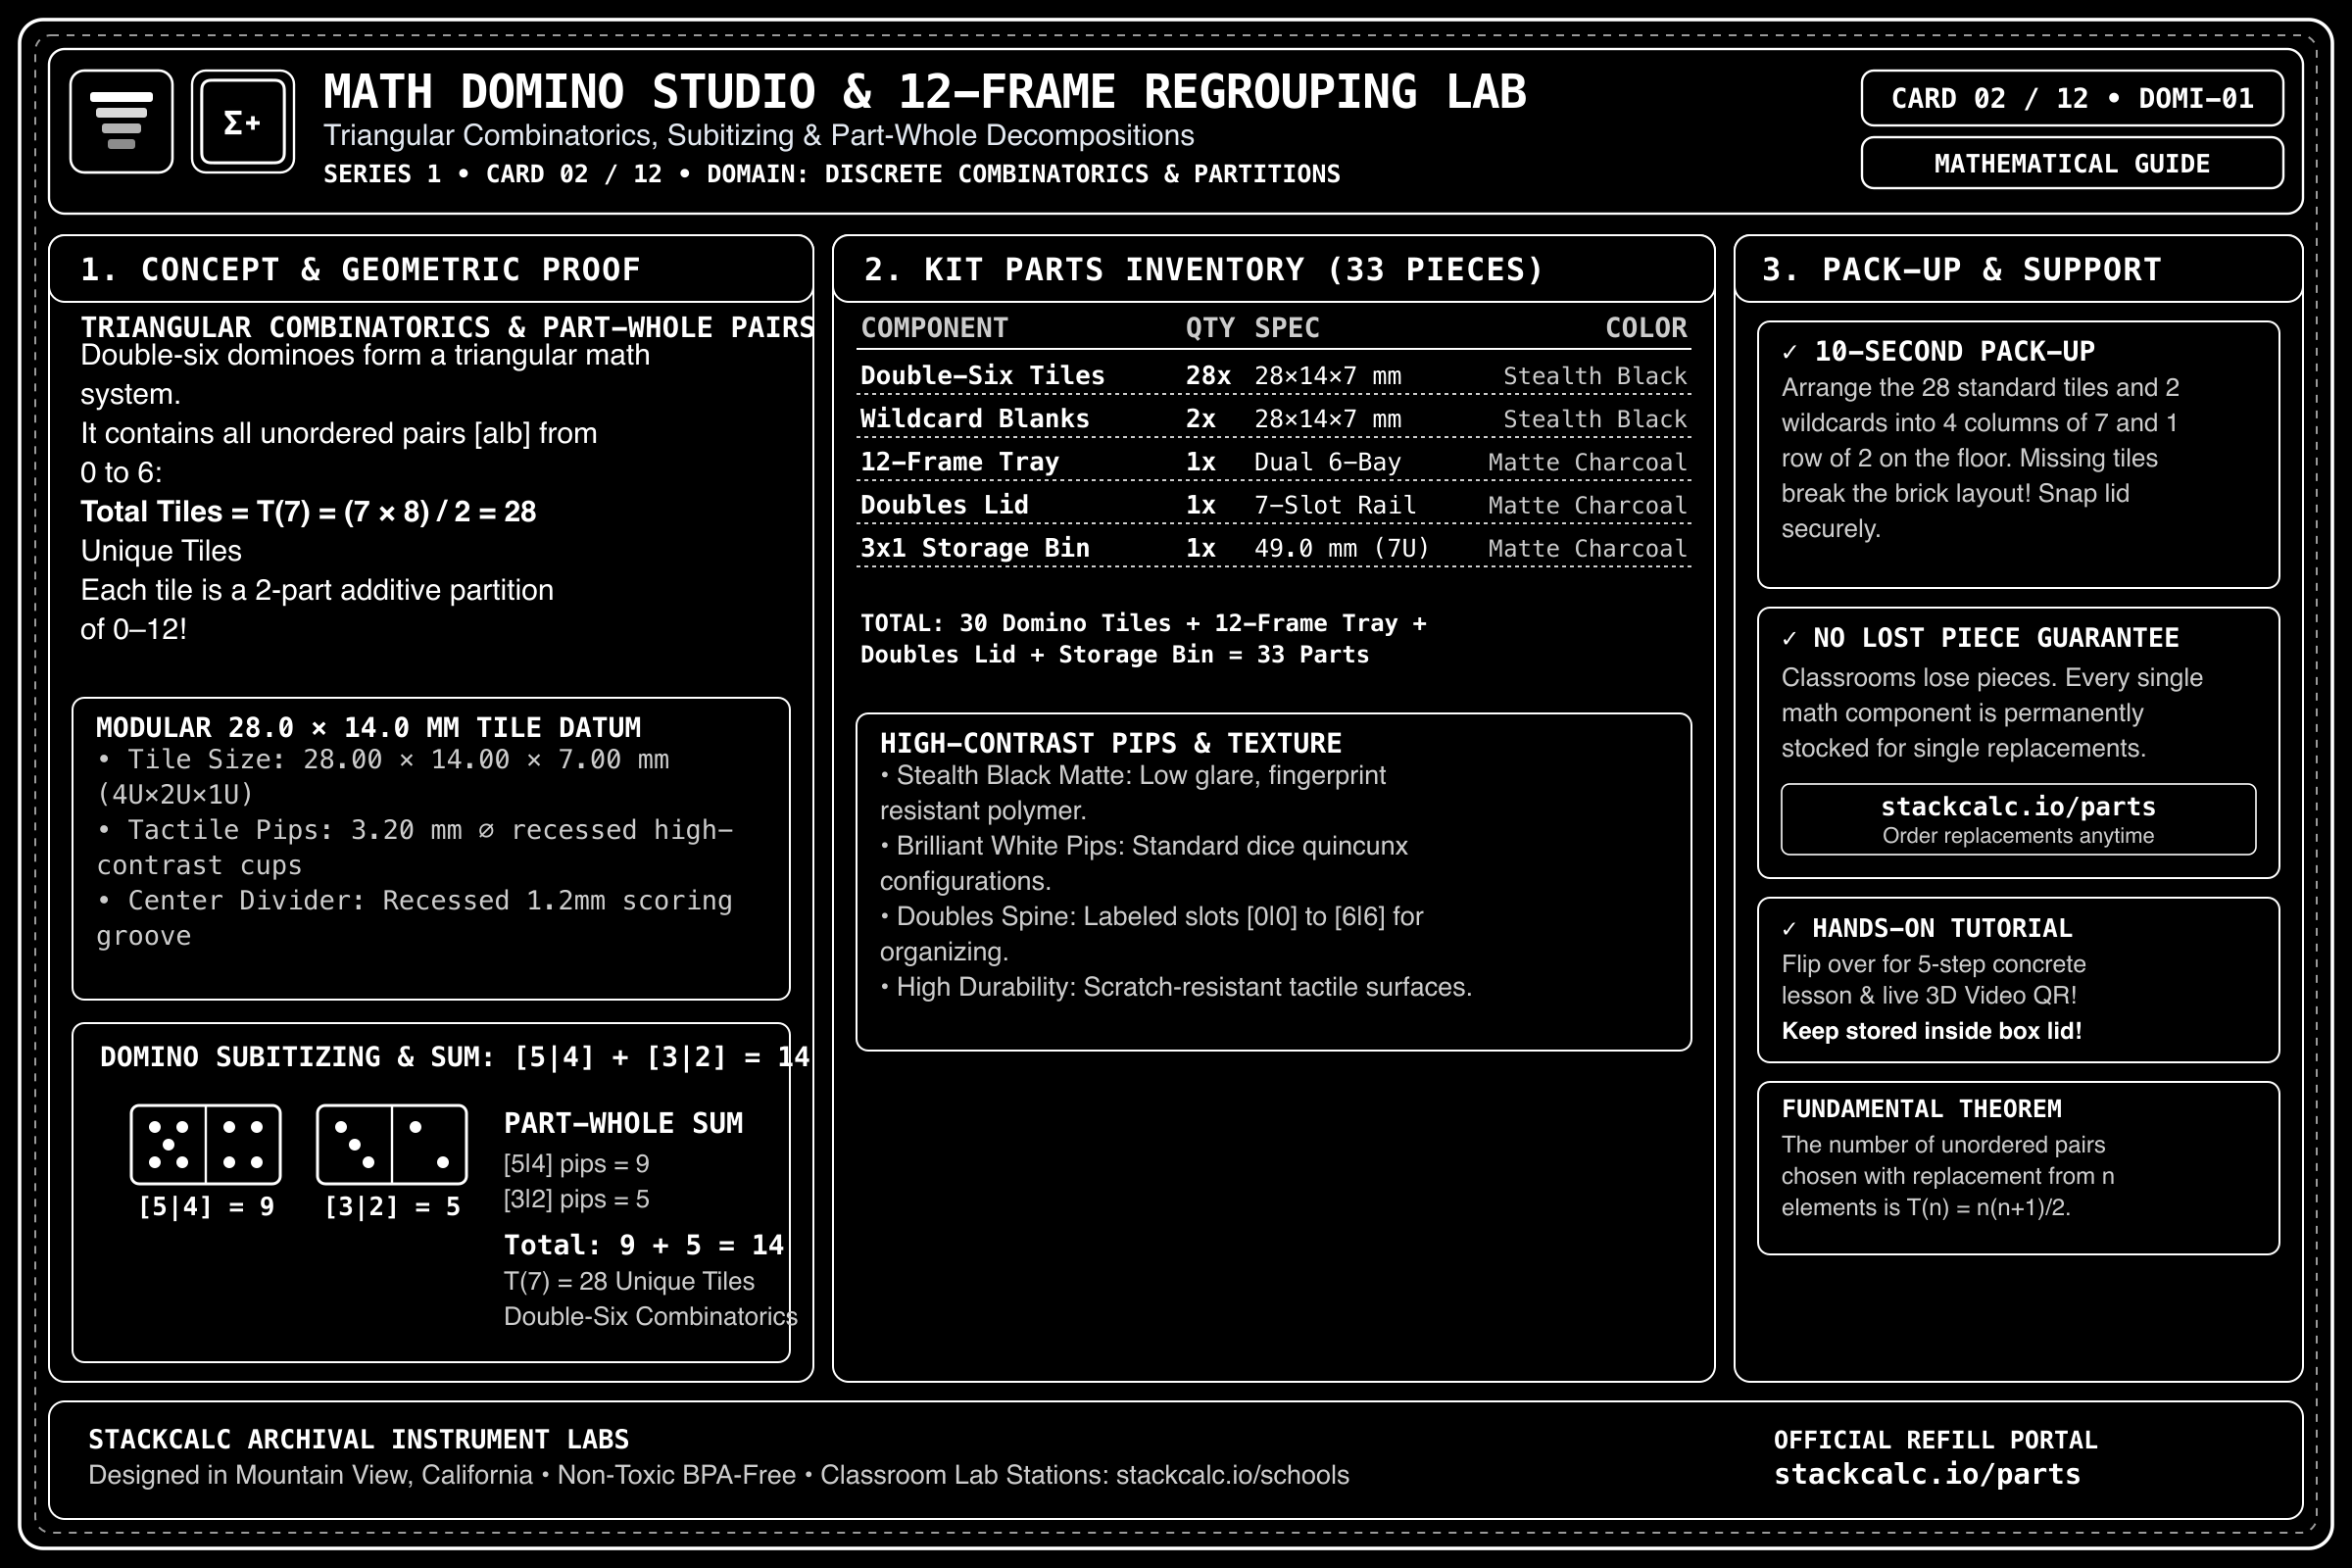 Σ+
MATH DOMINO STUDIO & 12–FRAME REGROUPING LAB
Triangular Combinatorics, Subitizing & Part-Whole Decompositions
SERIES 1 • CARD 02 / 12 • DOMAIN: DISCRETE COMBINATORICS & PARTITIONS
CARD 02 / 12 • DOMI–01
MATHEMATICAL GUIDE
1. CONCEPT & GEOMETRIC PROOF
TRIANGULAR COMBINATORICS & PART–WHOLE PAIRS
Double-six dominoes form a triangular math
system.
It contains all unordered pairs [a|b] from
0 to 6:
Total Tiles = T(7) = (7 × 8) / 2 = 28
Unique Tiles
Each tile is a 2-part additive partition
of 0–12!
MODULAR 28.0 × 14.0 MM TILE DATUM
• Tile Size: 28.00 × 14.00 × 7.00 mm
(4U×2U×1U)
• Tactile Pips: 3.20 mm ⌀ recessed high–
contrast cups
• Center Divider: Recessed 1.2mm scoring
groove
DOMINO SUBITIZING & SUM: [5|4] + [3|2] = 14
[5|4] = 9
[3|2] = 5
PART–WHOLE SUM
[5|4] pips = 9
[3|2] pips = 5
Total: 9 + 5 = 14
T(7) = 28 Unique Tiles
Double-Six Combinatorics
2. KIT PARTS INVENTORY (33 PIECES)
COMPONENT QTY SPEC COLOR
Double–Six Tiles 28x 28×14×7 mm Stealth Black
Wildcard Blanks 2x 28×14×7 mm Stealth Black
12–Frame Tray 1x Dual 6–Bay Matte Charcoal
Doubles Lid 1x 7–Slot Rail Matte Charcoal
3x1 Storage Bin 1x 49.0 mm (7U) Matte Charcoal
TOTAL: 30 Domino Tiles + 12–Frame Tray +
Doubles Lid + Storage Bin = 33 Parts
HIGH–CONTRAST PIPS & TEXTURE
• Stealth Black Matte: Low glare, fingerprint
resistant polymer.
• Brilliant White Pips: Standard dice quincunx
configurations.
• Doubles Spine: Labeled slots [0|0] to [6|6] for
organizing.
• High Durability: Scratch-resistant tactile surfaces.
3. PACK–UP & SUPPORT
✓ 10–SECOND PACK–UP
Arrange the 28 standard tiles and 2
wildcards into 4 columns of 7 and 1
row of 2 on the floor. Missing tiles
break the brick layout! Snap lid
securely.
✓ NO LOST PIECE GUARANTEE
Classrooms lose pieces. Every single
math component is permanently
stocked for single replacements.
stackcalc.io/parts
Order replacements anytime
✓ HANDS–ON TUTORIAL
Flip over for 5-step concrete
lesson & live 3D Video QR!
Keep stored inside box lid!
FUNDAMENTAL THEOREM
The number of unordered pairs
chosen with replacement from n
elements is T(n) = n(n+1)/2.
STACKCALC ARCHIVAL INSTRUMENT LABS
Designed in Mountain View, California • Non-Toxic BPA-Free • Classroom Lab Stations: stackcalc.io/schools
OFFICIAL REFILL PORTAL
stackcalc.io/parts